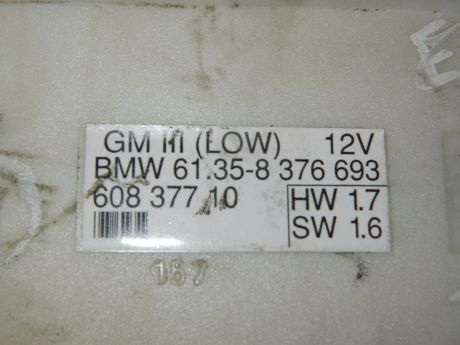 E
GM III (LOW) 12V
BMW 61.35-8 376 693
608 377 10
HW 1.7
SW 1.6
167